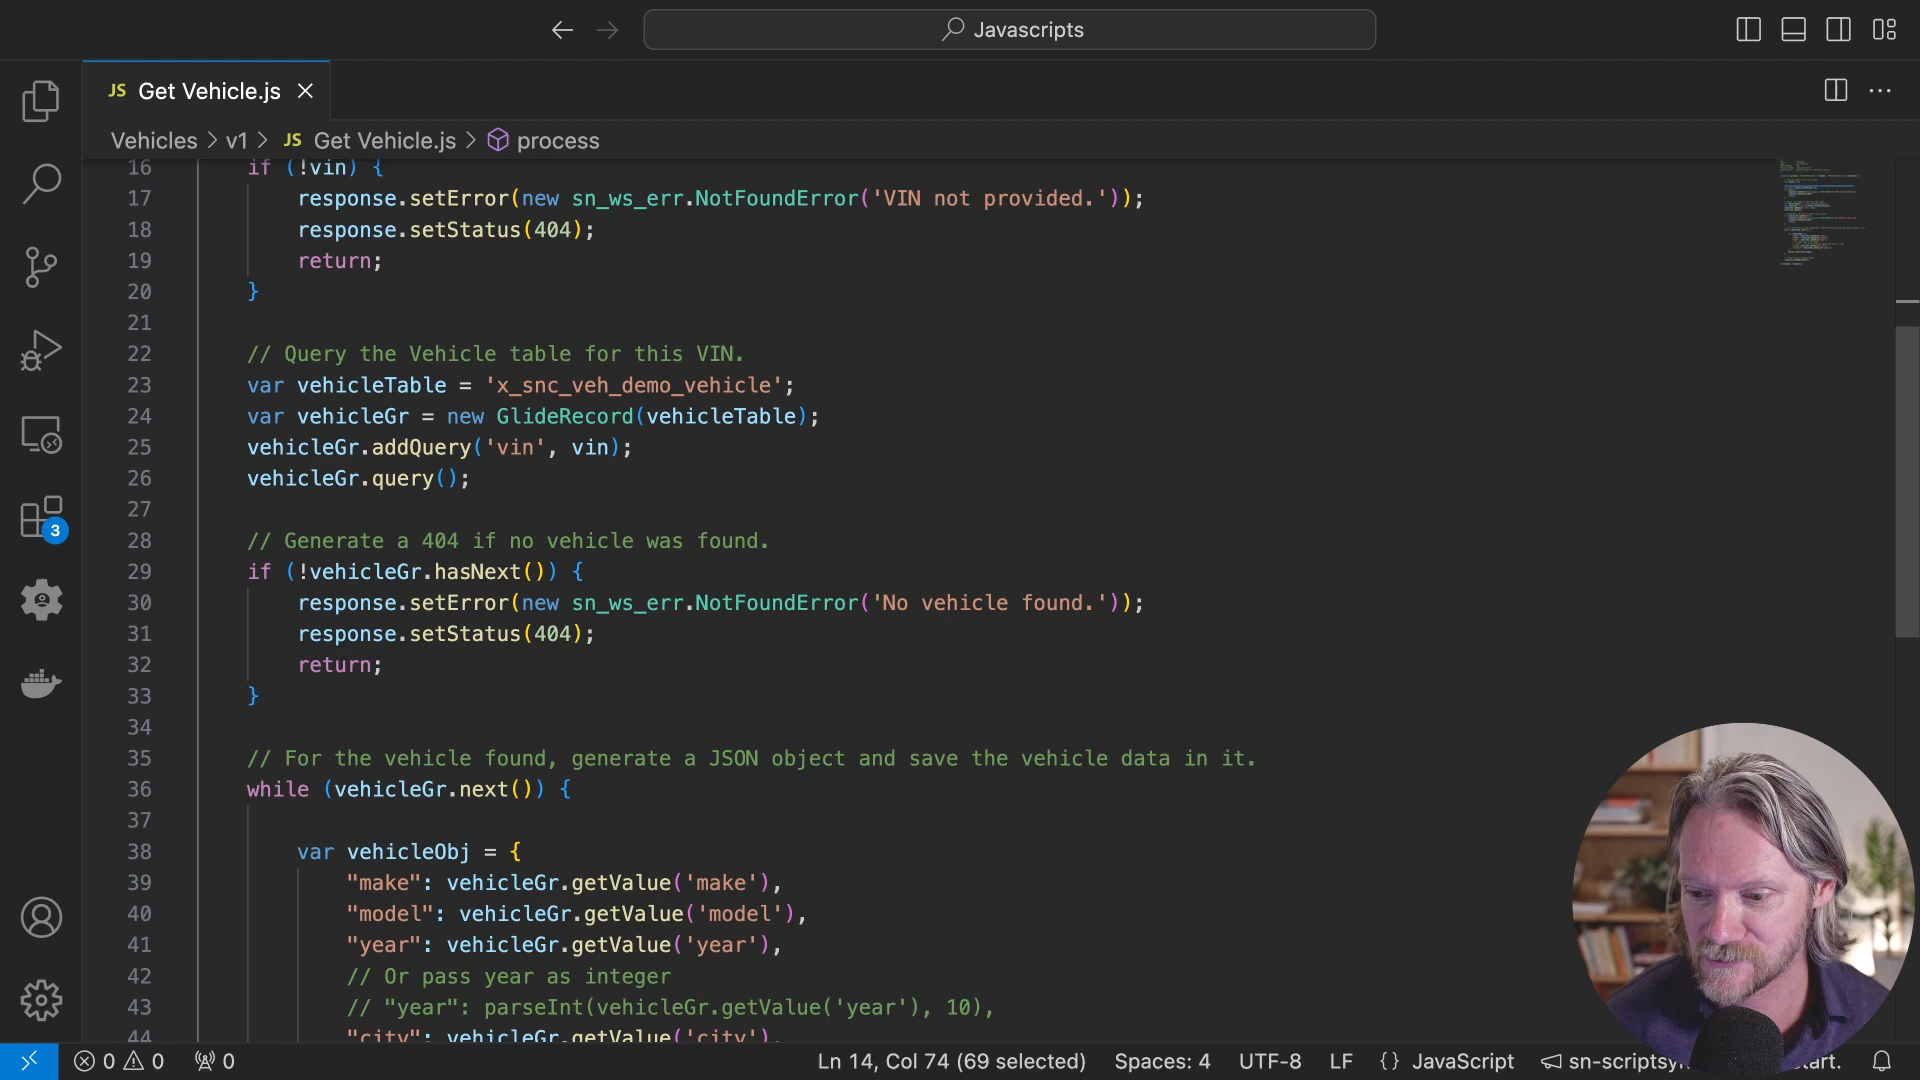 Javascripts
JS Get Vehicle.js
Vehicles > v1 > JS Get Vehicle.js > process
16 if (!vin) {
17 response.setError(new sn_ws_err.NotFoundError('VIN not provided.'));
18 response.setStatus(404);
19 return;
20 }
21
22 // Query the Vehicle table for this VIN.
23 var vehicleTable = 'x_snc_veh_demo_vehicle';
24 var vehicleGr = new GlideRecord(vehicleTable);
25 vehicleGr.addQuery('vin', vin);
26 vehicleGr.query();
27
28 // Generate a 404 if no vehicle was found.
29 if (!vehicleGr.hasNext()) {
30 response.setError(new sn_ws_err.NotFoundError('No vehicle found.'));
31 response.setStatus(404);
32 return;
33 }
34
35 // For the vehicle found, generate a JSON object and save the vehicle data in it.
36 while (vehicleGr.next()) {
37
38 var vehicleObj = {
39 "make": vehicleGr.getValue('make'),
40 "model": vehicleGr.getValue('model'),
41 "year": vehicleGr.getValue('year'),
42 // Or pass year as integer
43 // "year": parseInt(vehicleGr.getValue('year'), 10),
44 "city": vehicleGr.getValue('city'),
3
0 0 0 Ln 14, Col 74 (69 selected) Spaces: 4 UTF-8 LF {} JavaScript